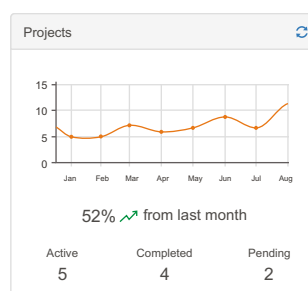 Projects
15
10
5
0
Jan Feb Mar Apr May Jun Jul Aug
52% from last month
Active Completed Pending
5 4 2